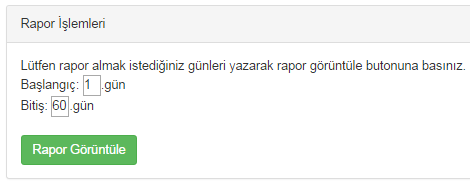 Rapor İşlemleri
Lütfen rapor almak istediğiniz günleri yazarak rapor görüntüle butonuna basınız.
Başlangıç: 1 .gün
Bitiş: 60 .gün
Rapor Görüntüle